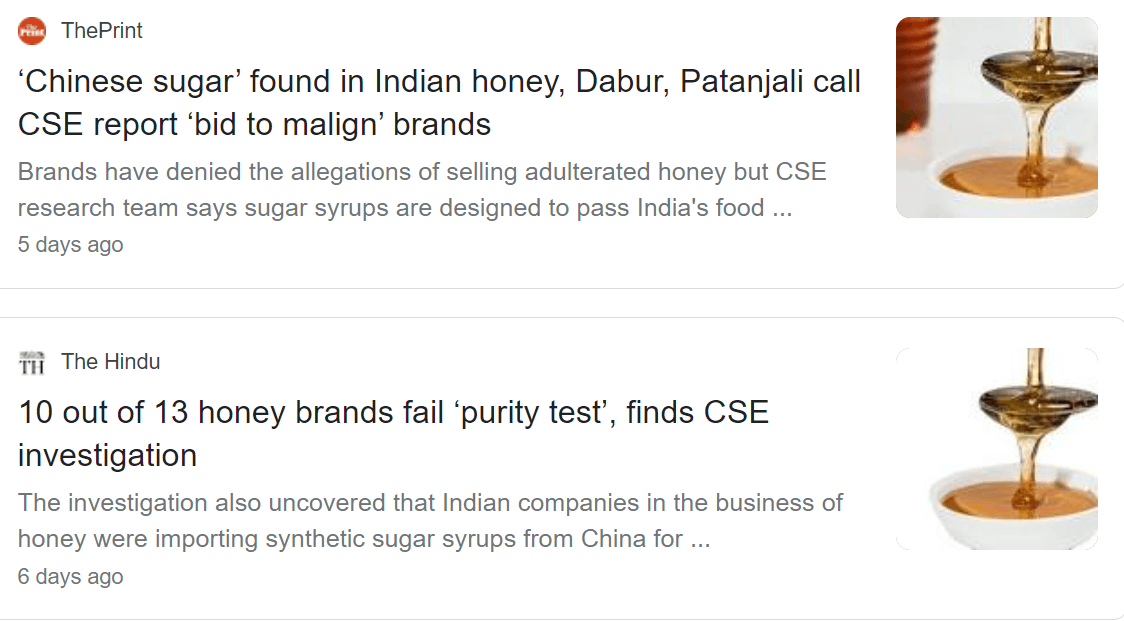 ThePrint
‘Chinese sugar’ found in Indian honey, Dabur, Patanjali call
CSE report ‘bid to malign’ brands
Brands have denied the allegations of selling adulterated honey but CSE
research team says sugar syrups are designed to pass India's food ...
5 days ago
TH The Hindu
10 out of 13 honey brands fail ‘purity test’, finds CSE
investigation
The investigation also uncovered that Indian companies in the business of
honey were importing synthetic sugar syrups from China for ...
6 days ago